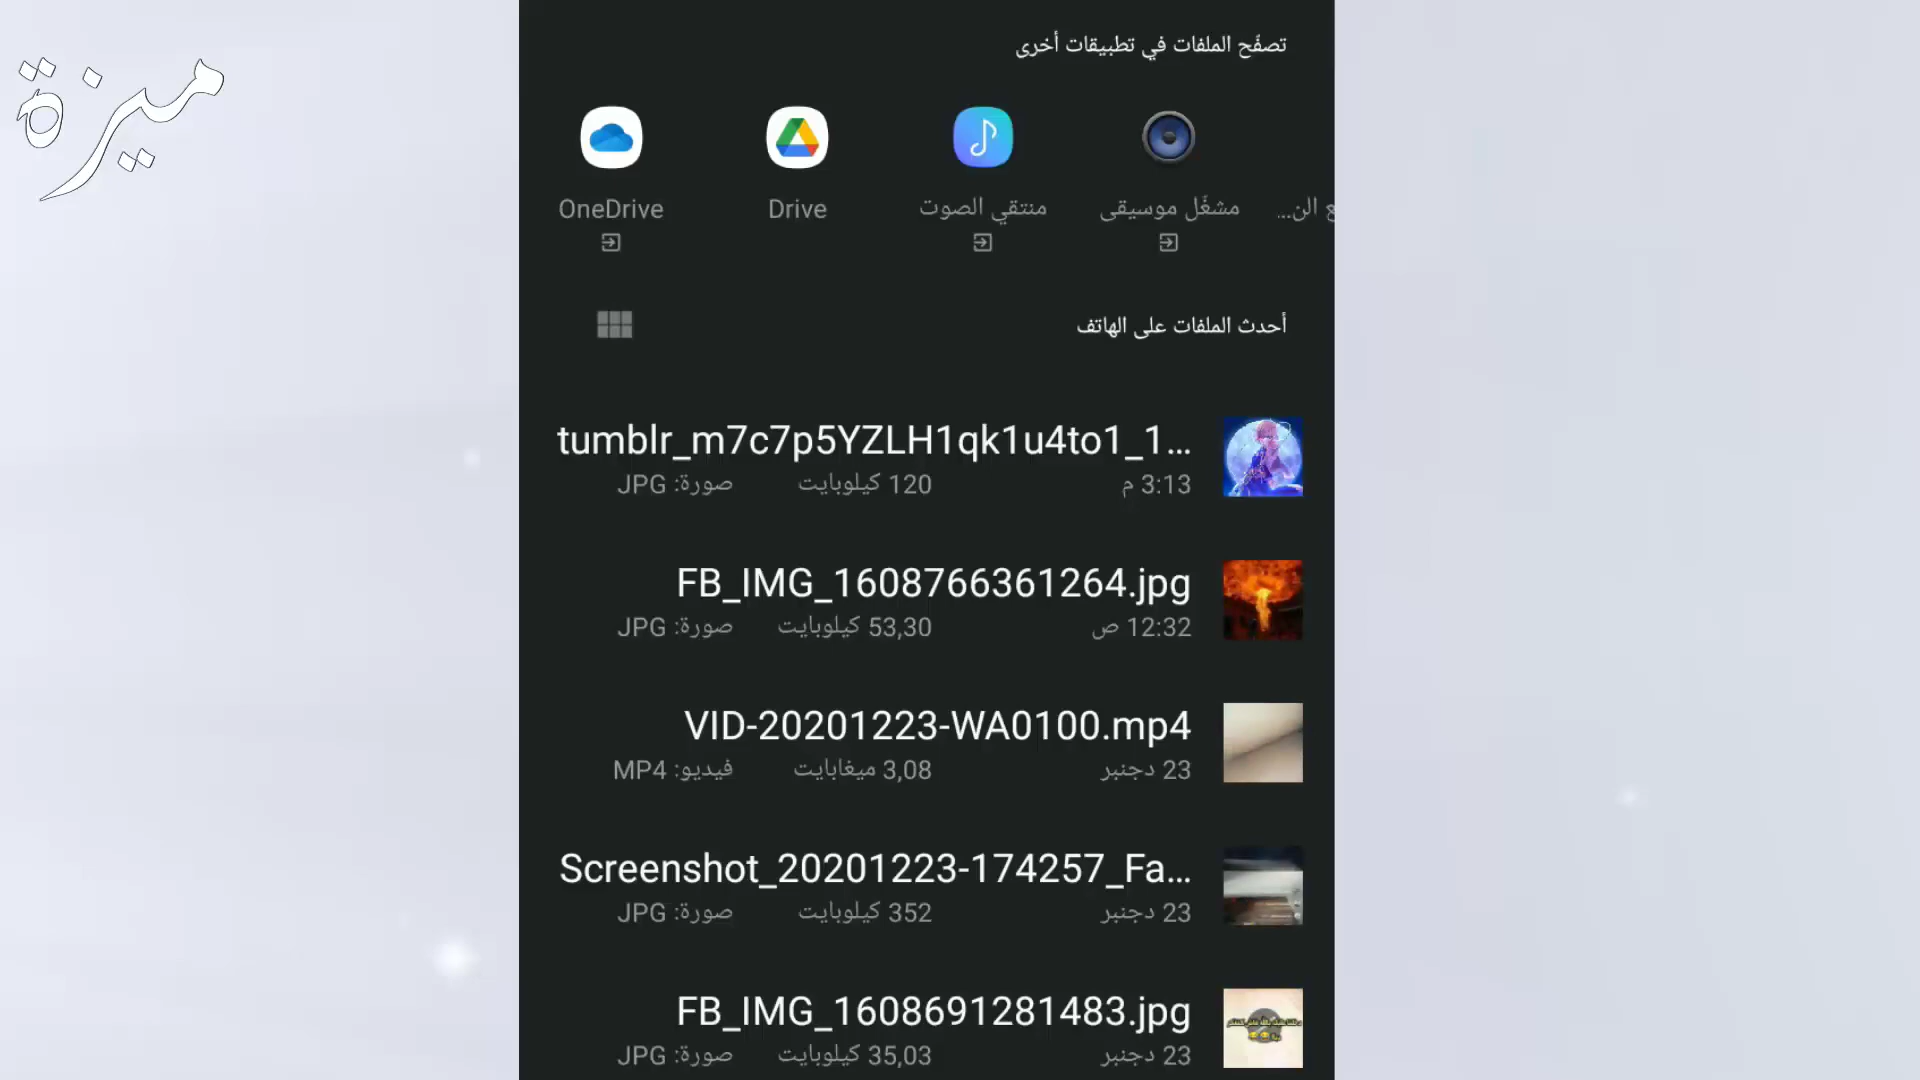 ميزة
تصفّح الملفات في تطبيقات أخرى
مشغّل موسيقى
منتقي الصوت
Drive
OneDrive
أحدث الملفات على الهاتف
tumblr_m7c7p5YZLH1qk1u4to1_1...
3:13 م 120 كيلوبايت صورة: JPG
FB_IMG_1608766361264.jpg
12:32 ص 53,30 كيلوبايت صورة: JPG
VID-20201223-WA0100.mp4
23 دجنبر 3,08 ميغابايت فيديو: MP4
Screenshot_20201223-174257_Fa...
23 دجنبر 352 كيلوبايت صورة: JPG
FB_IMG_1608691281483.jpg
23 دجنبر 35,03 كيلوبايت صورة: JPG